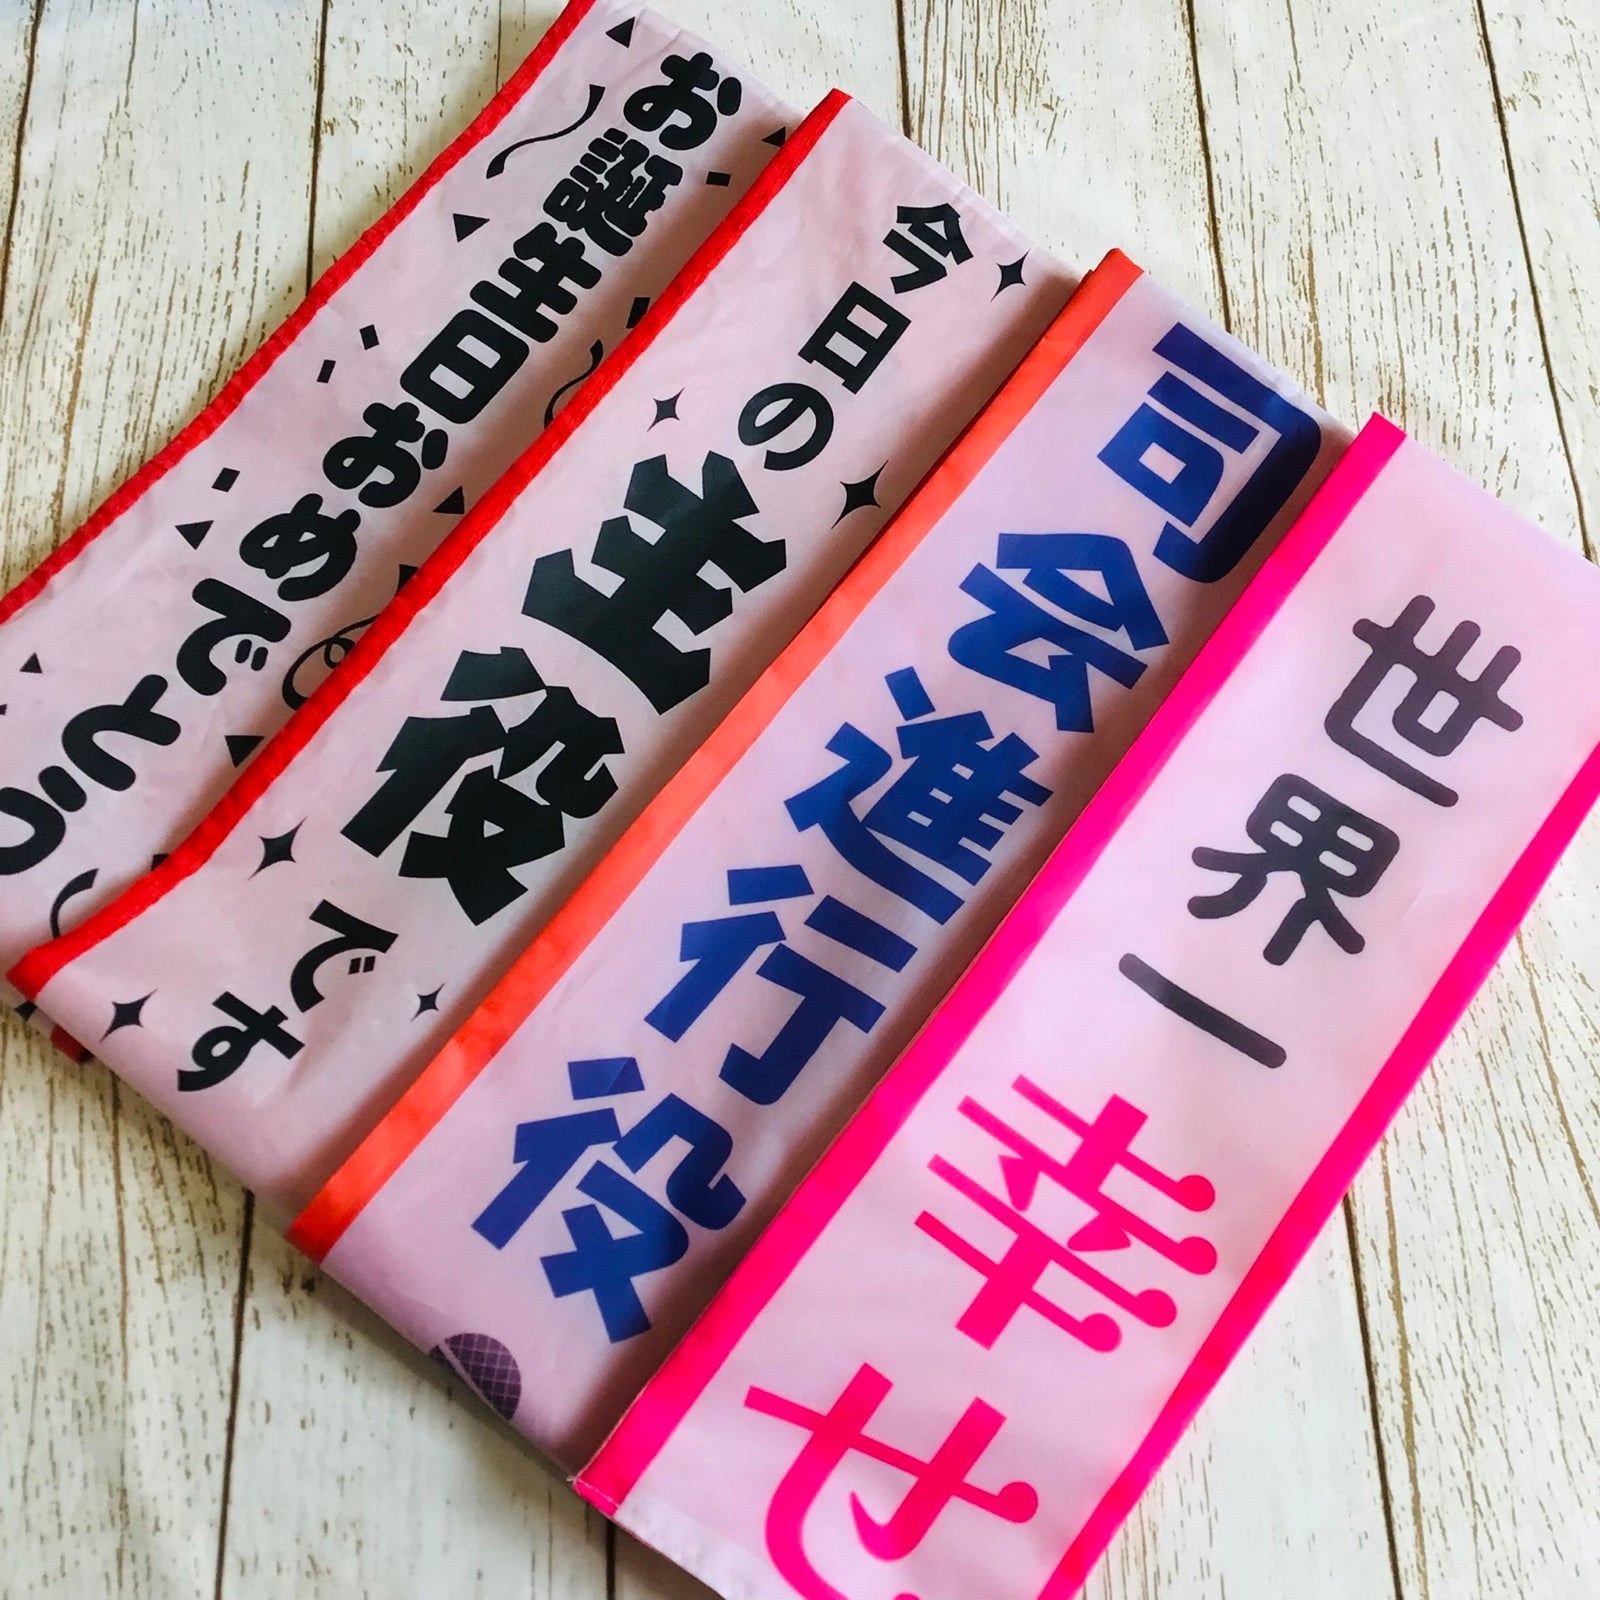 お誕生日おめでとう
今日の主役です
司会進行役
世界一幸せ